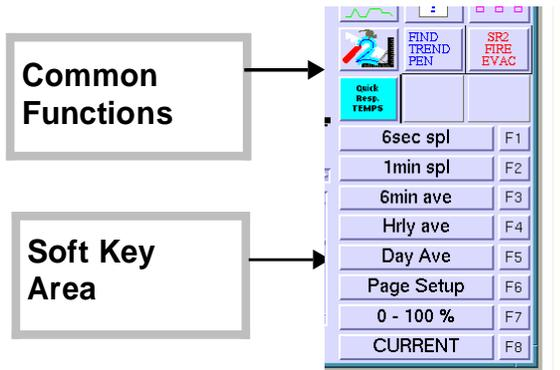 Common
Functions
FIND
TREND
PEN
SR2
FIRE
EVAC
2
?
Quick
Resp.
TEMPS
Soft Key
Area
6sec spl F1
1min spl F2
6min ave F3
Hrly ave F4
Day Ave F5
Page Setup F6
0 - 100 % F7
CURRENT F8